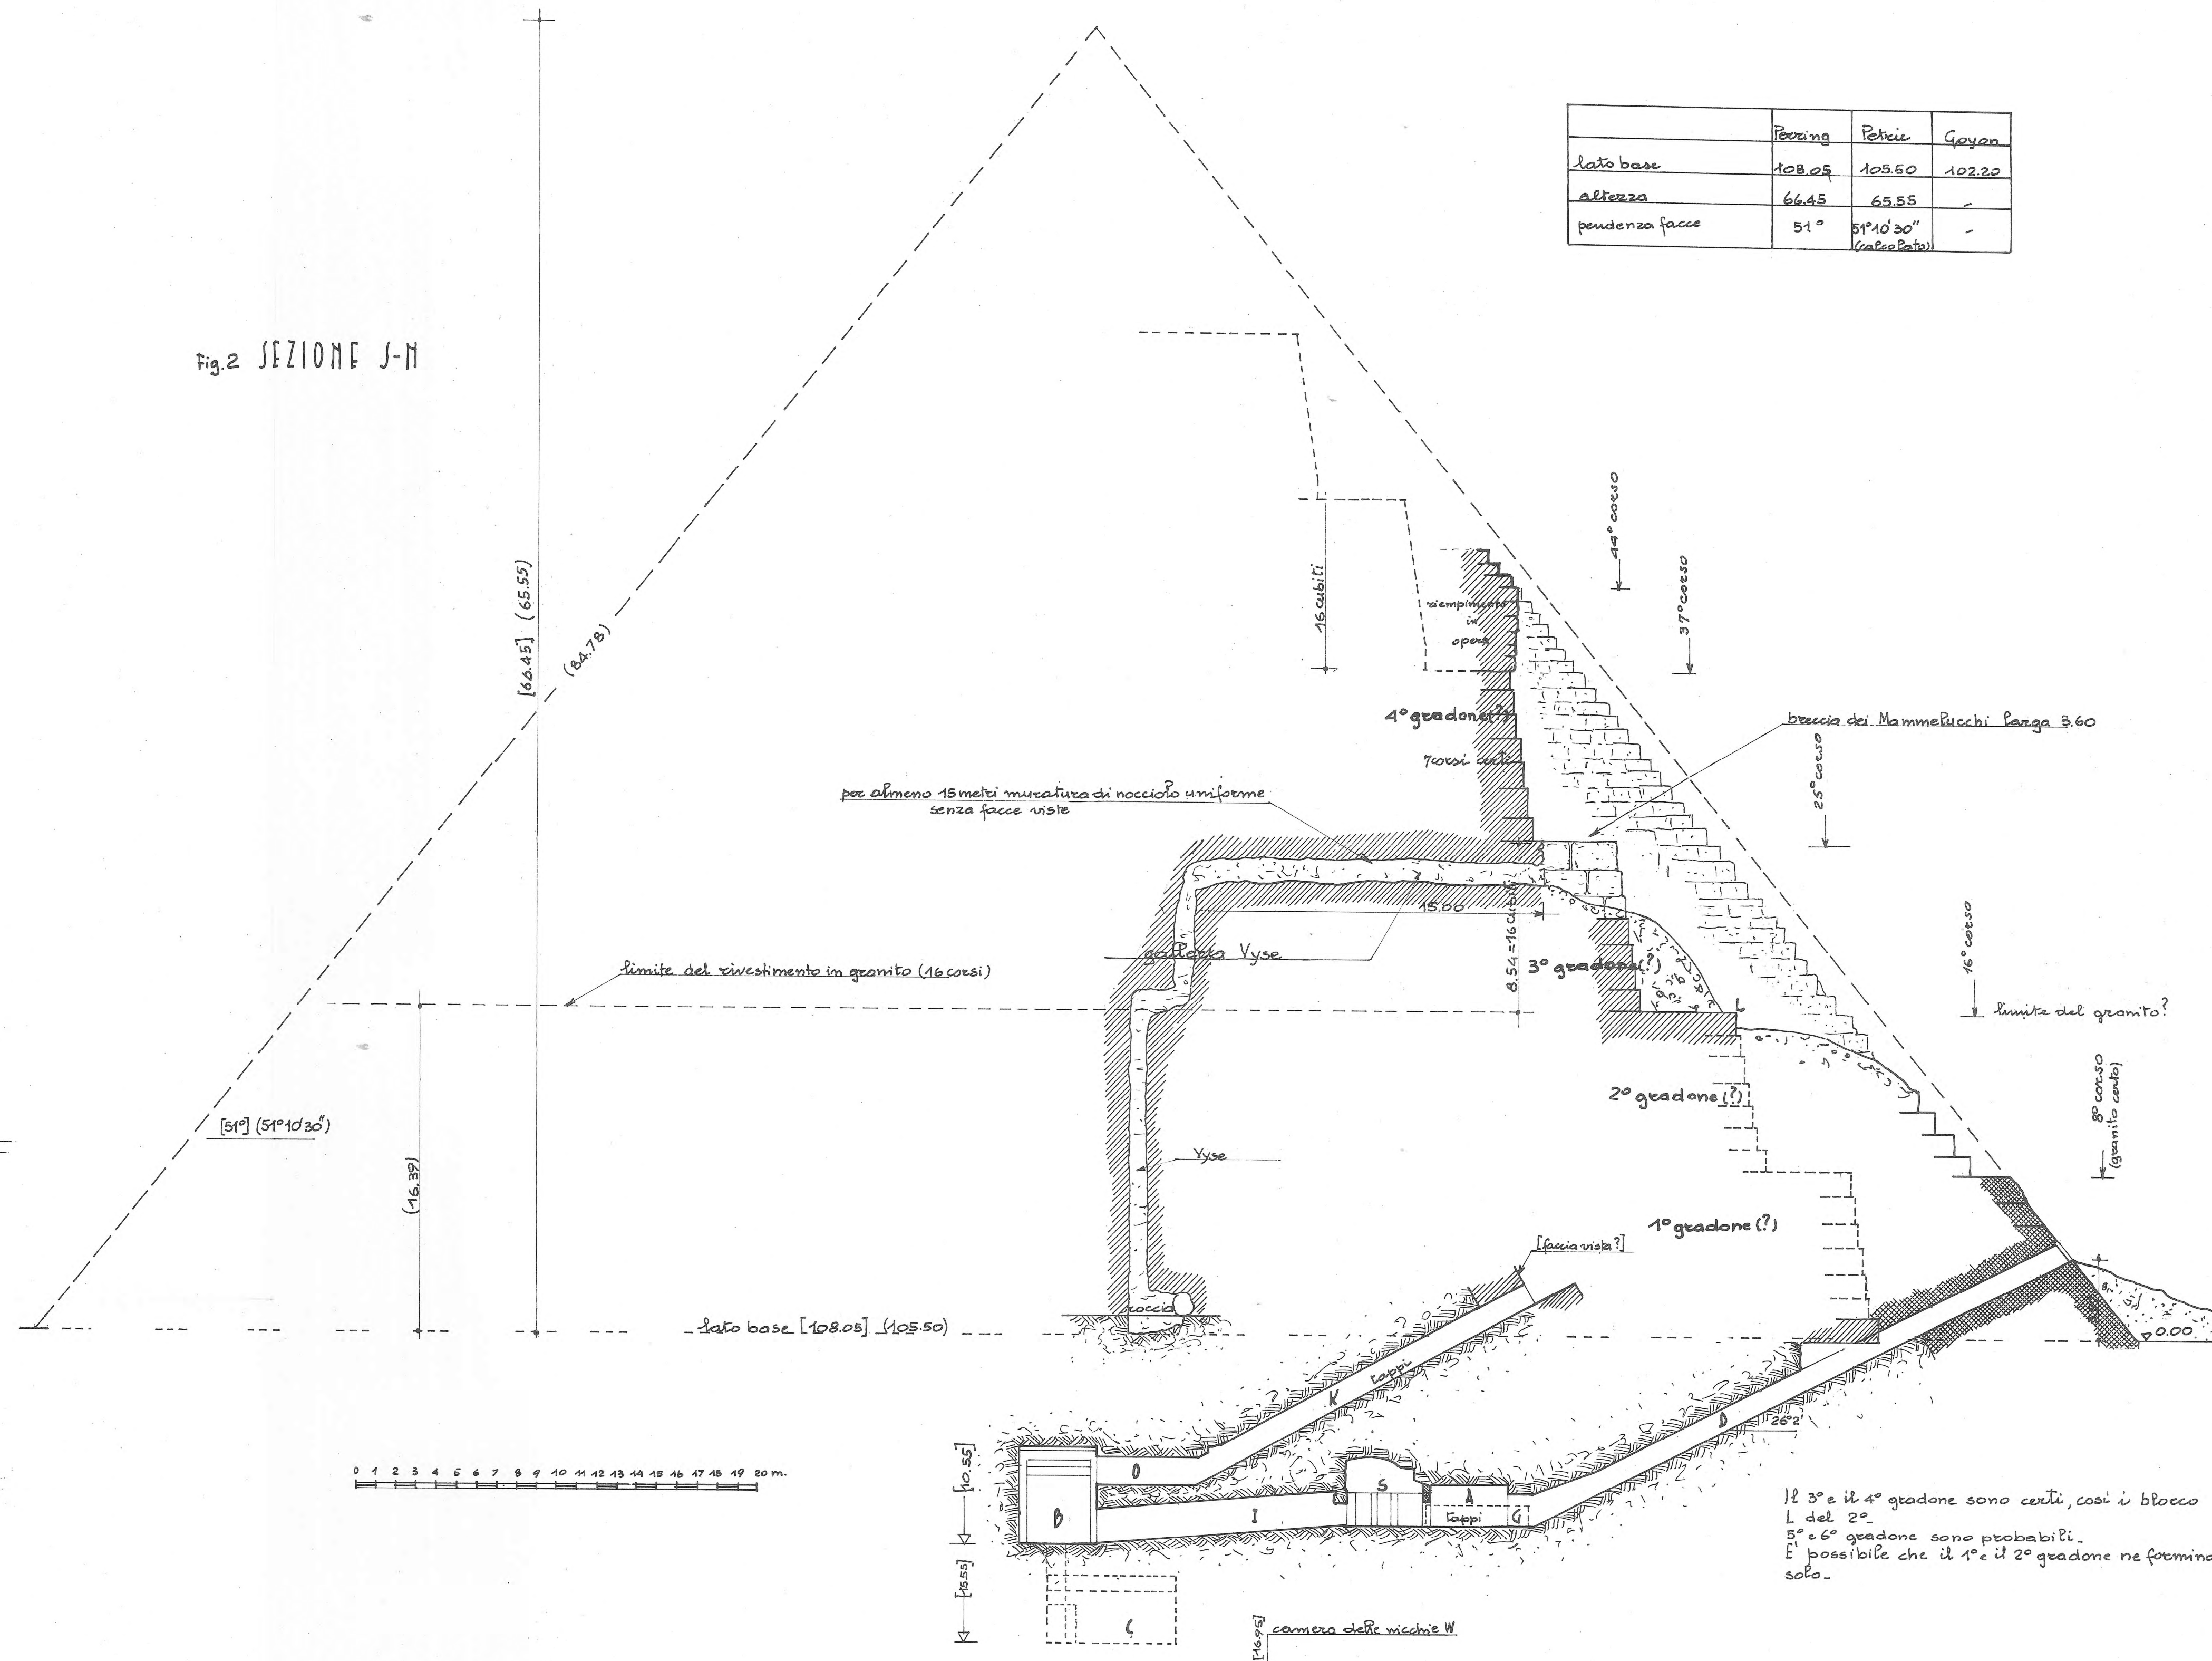 Perring Petrie Goyon
lato base 108.05 105.50 102.20
altezza 66.45 65.55 -
pendenza facce 51° 51°10'30" -
(calcolato)
Fig.2 SEZIONE S-N
44° corso
37° corso
[66.45] (65.55)
(84.78)
16 cubiti
riempimento
in
opera
4° gradone(?)
7 corsi certi
breccia dei Mammelucchi larga 3.60
25° corso
per almeno 15 metri muratura di nocciolo uniforme
senza facce viste
15.00
8.54=16 cubiti
galleria Vyse
3° gradone(?)
16° corso
limite del rivestimento in granito (16 corsi)
L
limite del granito?
8° corso
(granito certo)
2° gradone(?)
[51°] (51°10'30")
(16.39)
Vyse
1° gradone(?)
[faccia vista?]
roccia
lato base [108.05] (105.50)
0.00
tappi
K
D
26°2'
0 1 2 3 4 5 6 7 8 9 10 11 12 13 14 15 16 17 18 19 20 m.
[10.55]
O
S
A
B
I
tappi
G
Il 3° e il 4° gradone sono certi, così i blocco
L del 2°-
5° e 6° gradone sono probabili-
È possibile che il 1° e il 2° gradone ne formino
solo-
[15.55]
C
[16.95]
camera delle nicchie W